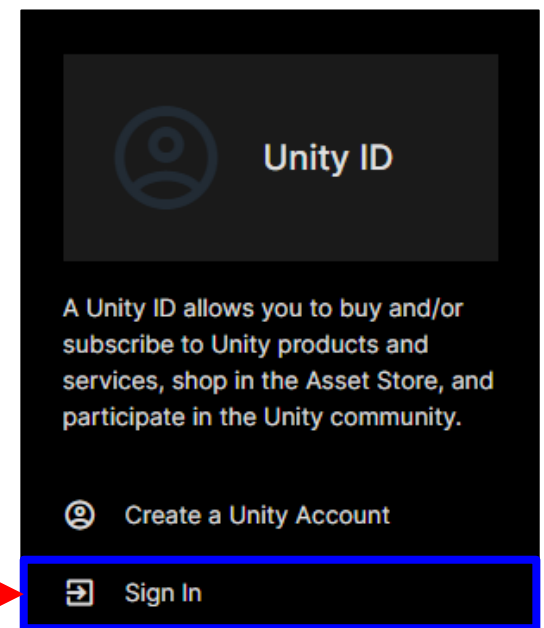 Unity ID
A Unity ID allows you to buy and/or
subscribe to Unity products and
services, shop in the Asset Store, and
participate in the Unity community.
Create a Unity Account
Sign In